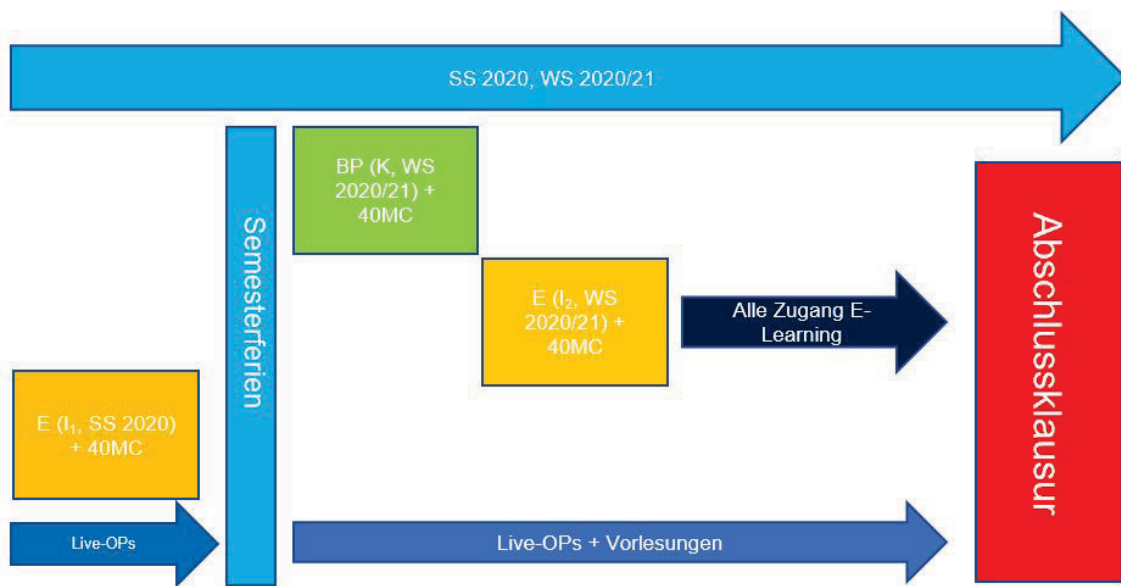 SS 2020, WS 2020/21
Semesterferien
BP (K, WS
2020/21) +
40MC
E (I₂, WS
2020/21) +
40MC
Alle Zugang E-
Learning
Abschlussklausur
E (I₁, SS 2020)
+ 40MC
Live-OPs
Live-OPs + Vorlesungen